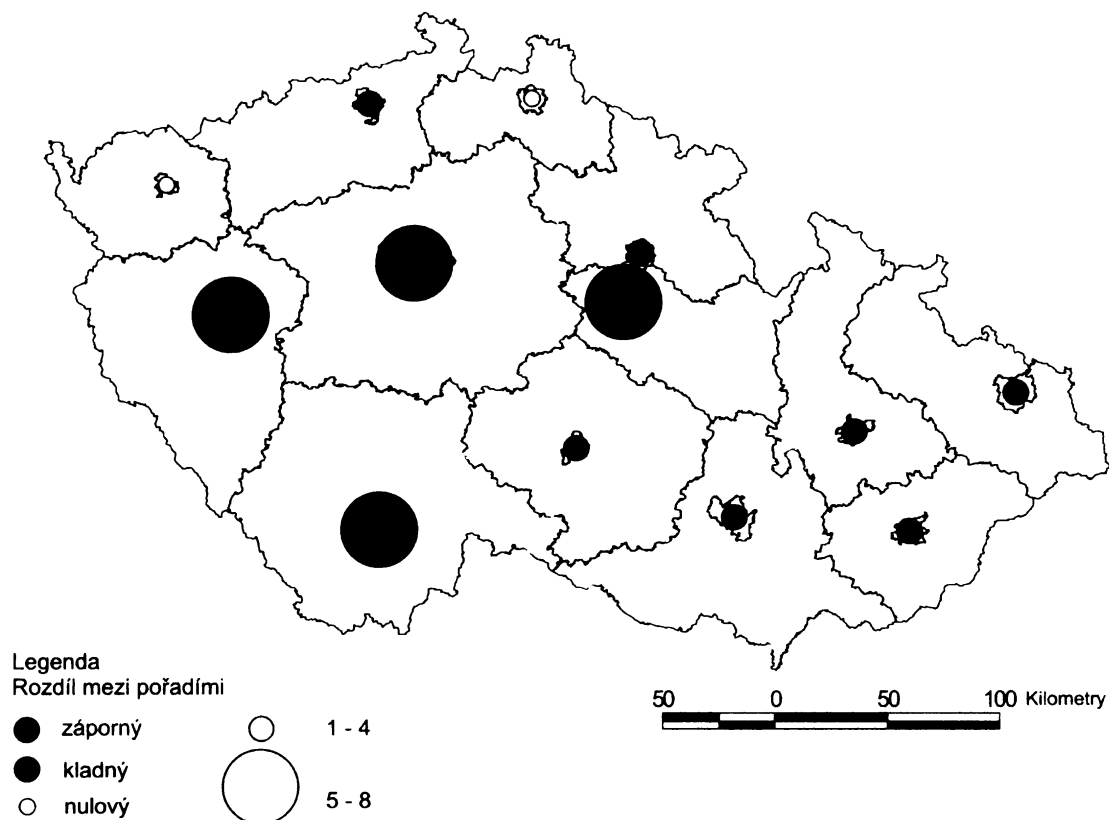 Legenda
Rozdíl mezi pořadími
záporný
kladný
nulový
1 - 4
5 - 8
50 0 50 100 Kilometry